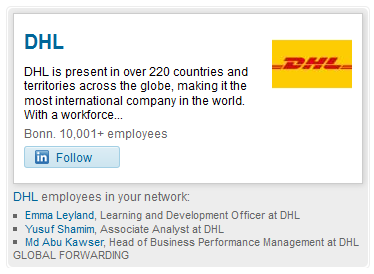 DHL
DHL
DHL is present in over 220 countries and
territories across the globe, making it the
most international company in the world.
With a workforce...
Bonn. 10,001+ employees
in Follow
DHL employees in your network:
Emma Leyland, Learning and Development Officer at DHL
Yusuf Shamim, Associate Analyst at DHL
Md Abu Kawser, Head of Business Performance Management at DHL
GLOBAL FORWARDING